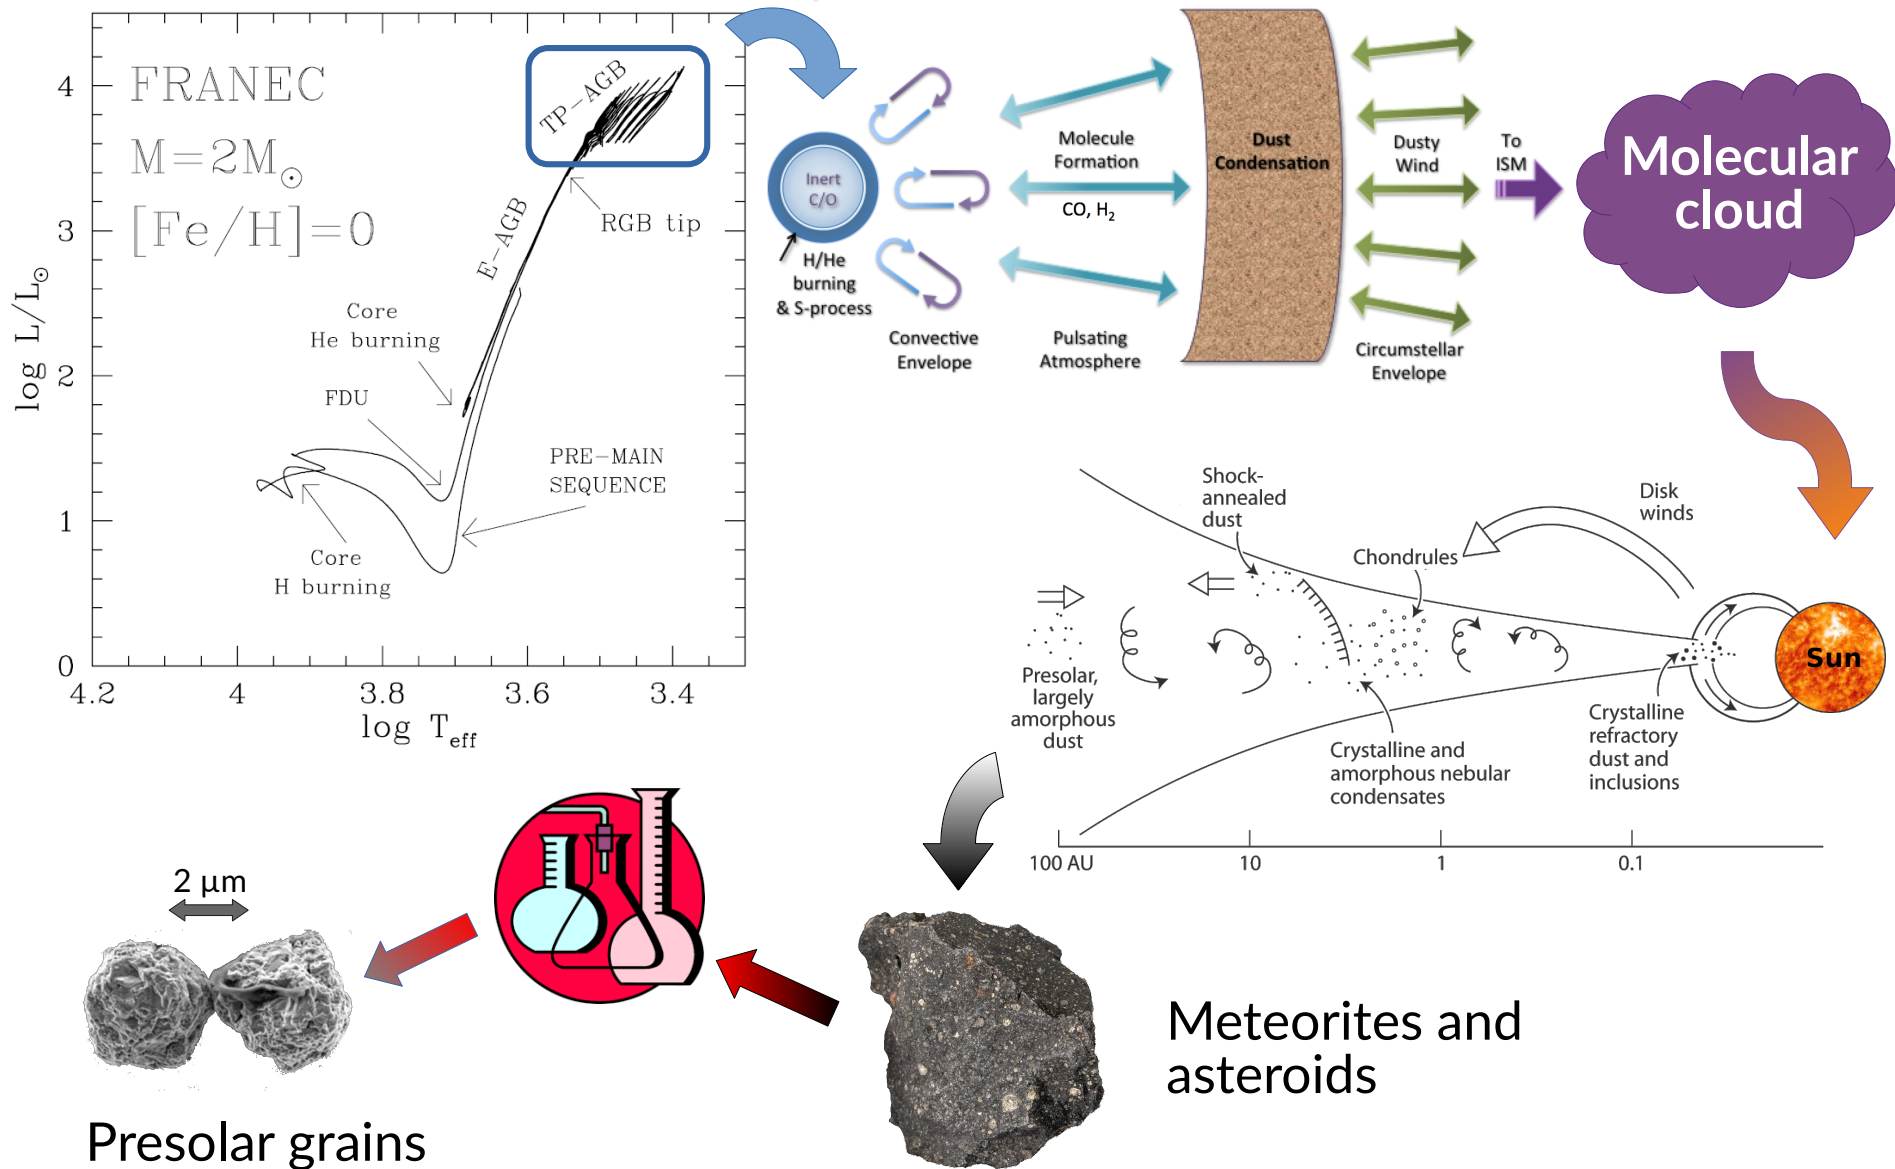 FRANEC
M=2M☉
[Fe/H]=0
TP-AGB
RGB tip
E-AGB
Core
He burning
FDU
PRE-MAIN
SEQUENCE
Core
H burning
log L/L☉
4
3
2
1
0
4.2
4
3.8
3.6
3.4
log Teff
Inert
C/O
H/He
burning
& S-process
Convective
Envelope
Molecule
Formation
CO, H2
Pulsating
Atmosphere
Dust
Condensation
Dusty
Wind
Circumstellar
Envelope
To
ISM
Molecular
cloud
Shock-
annealed
dust
Chondrules
Disk
winds
Sun
Presolar,
largely
amorphous
dust
Crystalline and
amorphous nebular
condensates
Crystalline
refractory
dust and
inclusions
100 AU
10
1
0.1
2 µm
Presolar grains
Meteorites and
asteroids